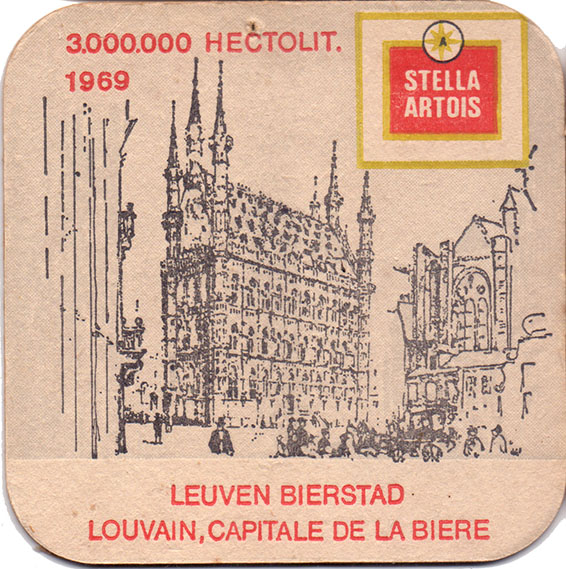 3.000.000 HECTOLIT.
1969
A
STELLA
ARTOIS
LEUVEN BIERSTAD
LOUVAIN, CAPITALE DE LA BIERE